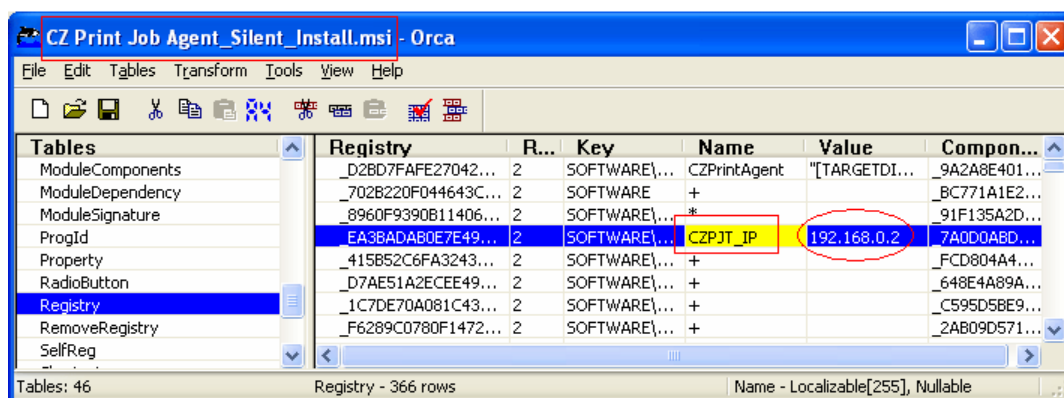 CZ Print Job Agent_Silent_Install.msi - Orca
File Edit Tables Transform Tools View Help
Tables Registry R... Key Name Value Compon...
ModuleComponents _D2BD7FAFE27042... 2 SOFTWARE\... CZPrintAgent "[TARGETDI... _9A2A8E401...
ModuleDependency _702B220F044643C... 2 SOFTWARE + _BC771A1E2...
ModuleSignature _8960F9390B11406... 2 SOFTWARE\... * _91F135A2D...
ProgId _EA3BADAB0E7E49... 2 SOFTWARE\... CZPJT_IP 192.168.0.2 _7A0D0ABD...
Property _415B52C6FA3243... 2 SOFTWARE\... + _FCD804A4...
RadioButton _D7AE51A2ECEE49... 2 SOFTWARE\... + _648E4A89A...
Registry _1C7DE70A081C43... 2 SOFTWARE\... + _C595D5BE9...
RemoveRegistry _F6289C0780F1472... 2 SOFTWARE\... + _2AB09D571...
SelfReg
Tables: 46 Registry - 366 rows Name - Localizable[255], Nullable